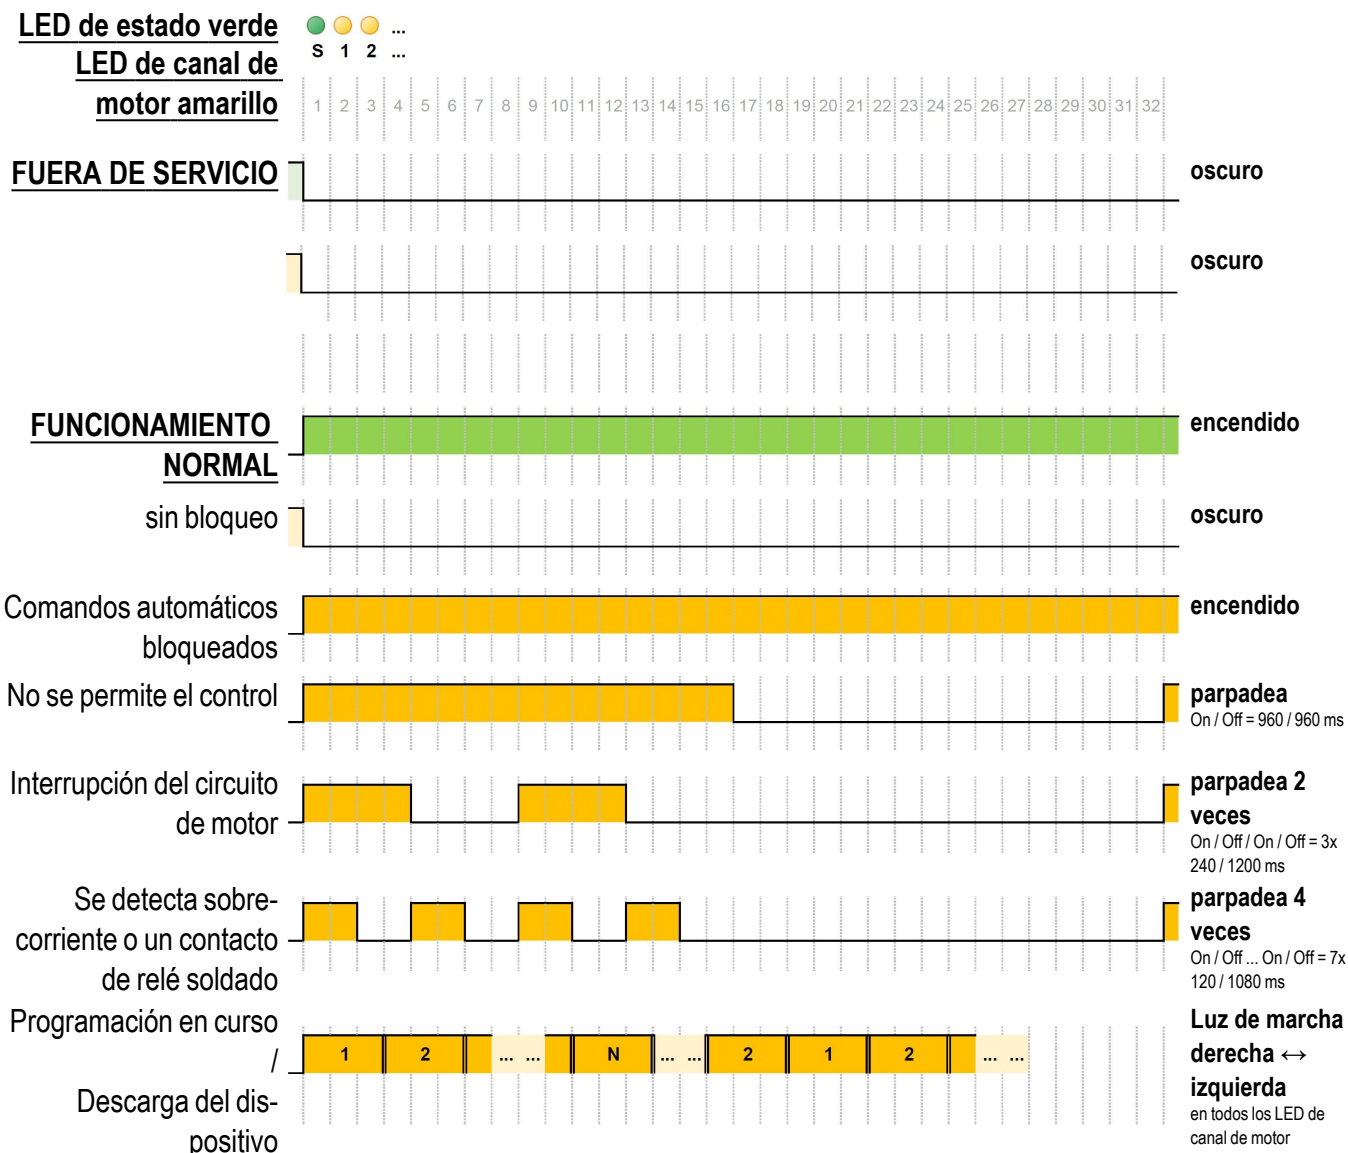 LED de estado verde
...
LED de canal de
S 1 2 ...
motor amarillo
1 2 3 4 5 6 7 8 9 10 11 12 13 14 15 16 17 18 19 20 21 22 23 24 25 26 27 28 29 30 31 32
FUERA DE SERVICIO
oscuro
oscuro
FUNCIONAMIENTO
NORMAL
encendido
sin bloqueo
oscuro
Comandos automáticos
bloqueados
encendido
No se permite el control
parpadea
On / Off = 960 / 960 ms
Interrupción del circuito
de motor
parpadea 2
veces
On / Off / On / Off = 3x
240 / 1200 ms
Se detecta sobre-
corriente o un contacto
de relé soldado
parpadea 4
veces
On / Off ... On / Off = 7x
120 / 1080 ms
Programación en curso
/
Descarga del dis-
positivo
1 2 ... ... N ... ... 2 1 2 ... ...
Luz de marcha
derecha ↔
izquierda
en todos los LED de
canal de motor